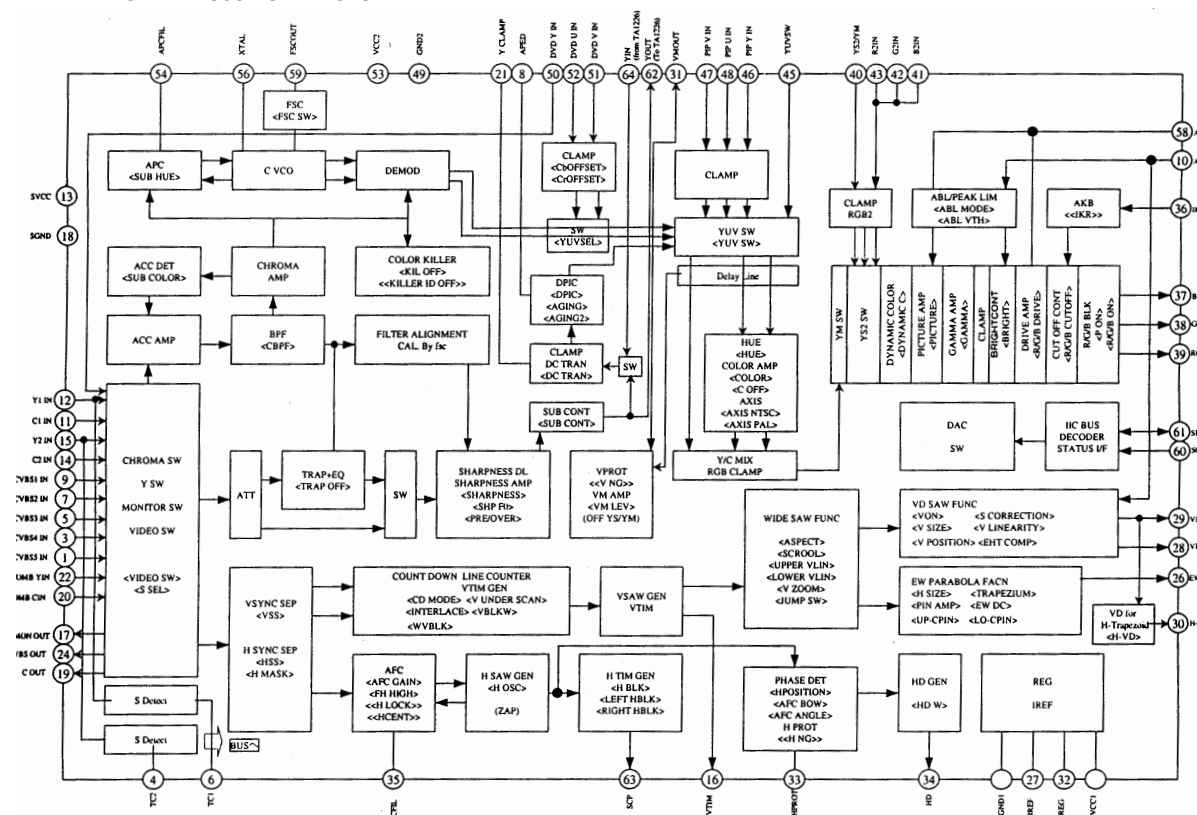 APCFIL
XTAL
FSCOUT
VCC2
GND2
Y CLAMP
APED
DVD Y IN
DVD U IN
DVD V IN
YIN
(from TA1226)
YOUT
(To TA1226)
VMOUT
PIP V IN
PIP U IN
PIP Y IN
YUVSW
YS2/YM
R2IN
G2IN
B2IN
54
56
59
53
49
21
8
50
52
51
64
62
31
47
48
46
45
40
43
42
41
FSC
<FSC SW>
58
A
10
A
APC
<SUB HUE>
C VCO
DEMOD
CLAMP
<CbOFFSET>
<CrOFFSET>
CLAMP
CLAMP
RGB2
ABL/PEAK LIM
<ABL MODE>
<ABL VTH>
AKB
<<IKR>>
36
SVCC
13
SGND
18
SW
<YUVSEL>
YUV SW
<YUV SW>
Delay Line
ACC DET
<SUB COLOR>
CHROMA
AMP
COLOR KILLER
<KIL OFF>
<<KILLER ID OFF>>
DPIC
<DPIC>
<AGING>
<AGING2>
YM SW
YS2 SW
DYNAMIC COLOR
<DYNAMIC C>
PICTURE AMP
<PICTURE>
GAMMA AMP
<GAMMA>
CLAMP
BRIGHTCONT
<BRIGHT>
DRIVE AMP
<R/G/B DRIVE>
CUT OFF CONT
<R/G/B CUTOFF>
R/G/B BLK
<P ON>
<R/G/B ON>
37
B
38
G
39
ACC AMP
BPF
<CBPF>
FILTER ALIGNMENT
CAL. By fsc
CLAMP
DC TRAN
<DC TRAN>
SW
HUE
<HUE>
COLOR AMP
<COLOR>
<C OFF>
AXIS
<AXIS NTSC>
<AXIS PAL>
SUB CONT
<SUB CONT>
DAC
SW
IIC BUS
DECODER
STATUS I/F
61
60
Y1 IN
12
C1 IN
11
Y2 IN
15
C2 IN
14
CVBS1 IN
9
CVBS2 IN
7
CVBS3 IN
5
CVBS4 IN
3
CVBS5 IN
1
UMB YIN
22
UMB CIN
20
MON OUT
17
VBS OUT
24
C OUT
19
CHROMA SW
Y SW
MONITOR SW
VIDEO SW
<VIDEO SW>
<S SEL>
ATT
TRAP+EQ
<TRAP OFF>
SW
SHARPNESS DL
SHARPNESS AMP
<SHARPNESS>
<SHP F0>
<PRE/OVER>
VPROT
<<V NG>>
VM AMP
<VM LEV>
(OFF YS/YM)
Y/C MIX
RGB CLAMP
WIDE SAW FUNC
<ASPECT>
<SCROOL>
<UPPER VLIN>
<LOWER VLIN>
<V ZOOM>
<JUMP SW>
VD SAW FUNC
<VON> <S CORRECTION>
<V SIZE> <V LINEARITY>
<V POSITION> <EHT COMP>
29
28
VSYNC SEP
<VSS>
H SYNC SEP
<HSS>
<H MASK>
COUNT DOWN LINE COUNTER
VTIM GEN
<CD MODE> <V UNDER SCAN>
<INTERLACE> <VBLKW>
<WVBLK>
VSAW GEN
VTIM
EW PARABOLA FACN
<H SIZE> <TRAPEZIUM>
<PIN AMP> <EW DC>
<UP-CPIN> <LO-CPIN>
26
EW
VD for
H-Trapezoid
<H-VD>
30
H-
AFC
<AFC GAIN>
<FH HIGH>
<<H LOCK>>
<<HCENT>>
H SAW GEN
<H OSC>
(ZAP)
H TIM GEN
<H BLK>
<LEFT HBLK>
<RIGHT HBLK>
PHASE DET
<HPOSITION>
<AFC BOW>
<AFC ANGLE>
H PROT
<<H NG>>
HD GEN
<HD W>
REG
IREF
S Detect
S Detect
BUS
4
6
35
63
16
33
34
27
32
TC2
TC1
CFIL
SCP
VTIM
HPROT
HD
GND1
IREF
REG
VCC1